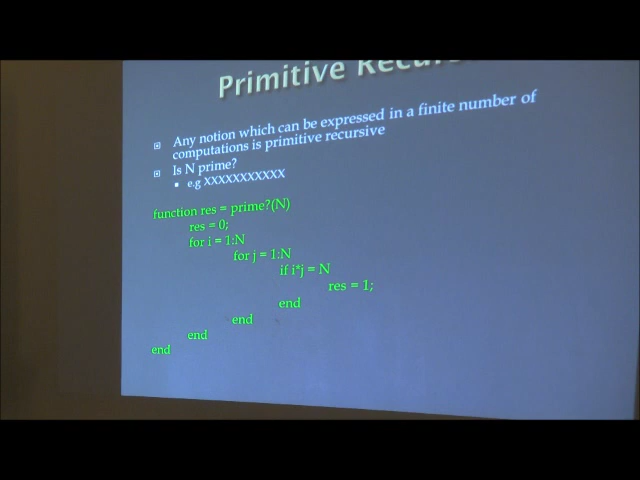 Primitive
Any notion which can be expressed in a finite number of
computations is primitive recursive
Is N prime?
e.g XXXXXXXXXXX
function res = prime?(N)
res = 0;
for i = 1:N
for j = 1:N
if i*j = N
res = 1;
end
end
end
end